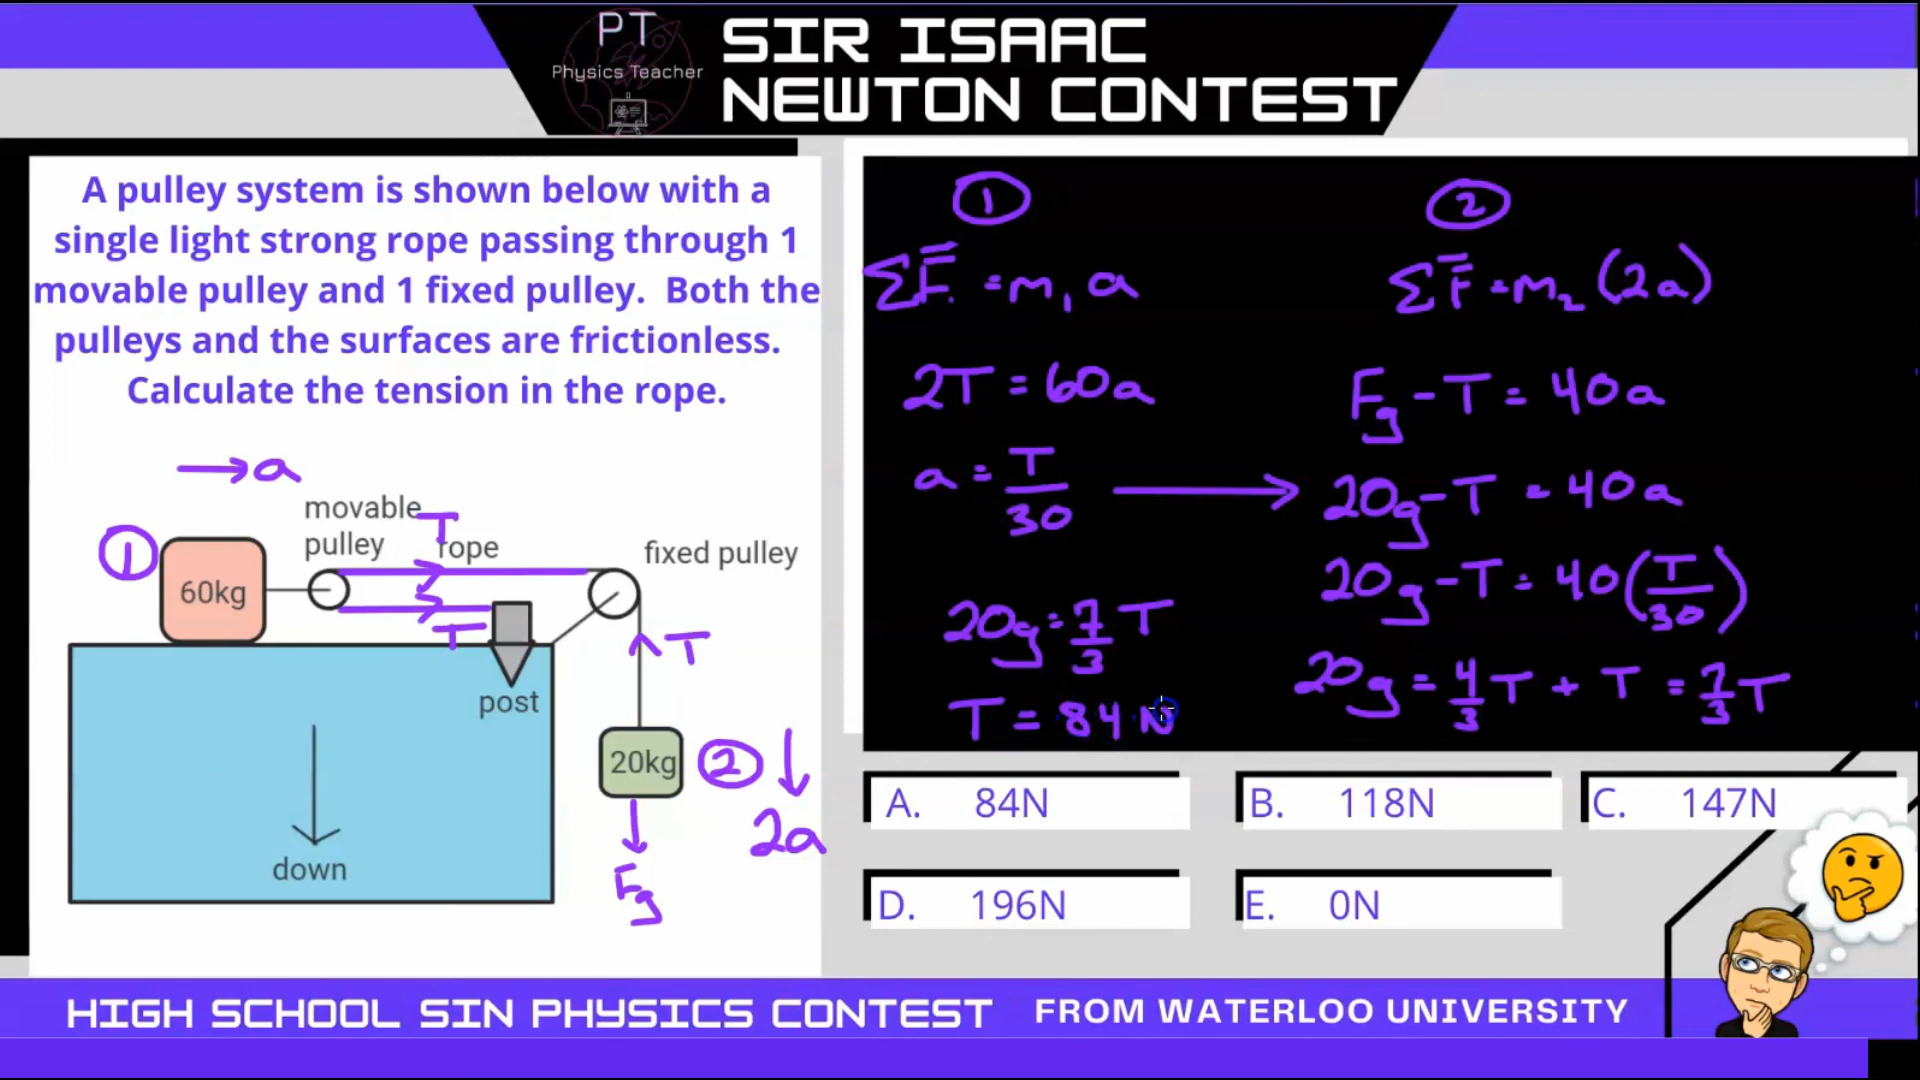 PT
Physics Teacher
SIR ISAAC
NEWTON CONTEST
A pulley system is shown below with a
single light strong rope passing through 1
movable pulley and 1 fixed pulley. Both the
pulleys and the surfaces are frictionless.
Calculate the tension in the rope.
→a
movable
pulley
T
rope
fixed pulley
1
60kg
T
T
post
20kg
2
2a
down
Fg
1
ΣF = m₁ a
2T = 60a
a = T/30
20g = 7/3 T
T = 84 N
2
ΣF = m₂ (2a)
Fg - T = 40a
20g - T = 40a
20g - T = 40(T/30)
20g = 4/3 T + T = 7/3 T
A. 84N
B. 118N
C. 147N
D. 196N
E. 0N
HIGH SCHOOL SIN PHYSICS CONTEST FROM WATERLOO UNIVERSITY